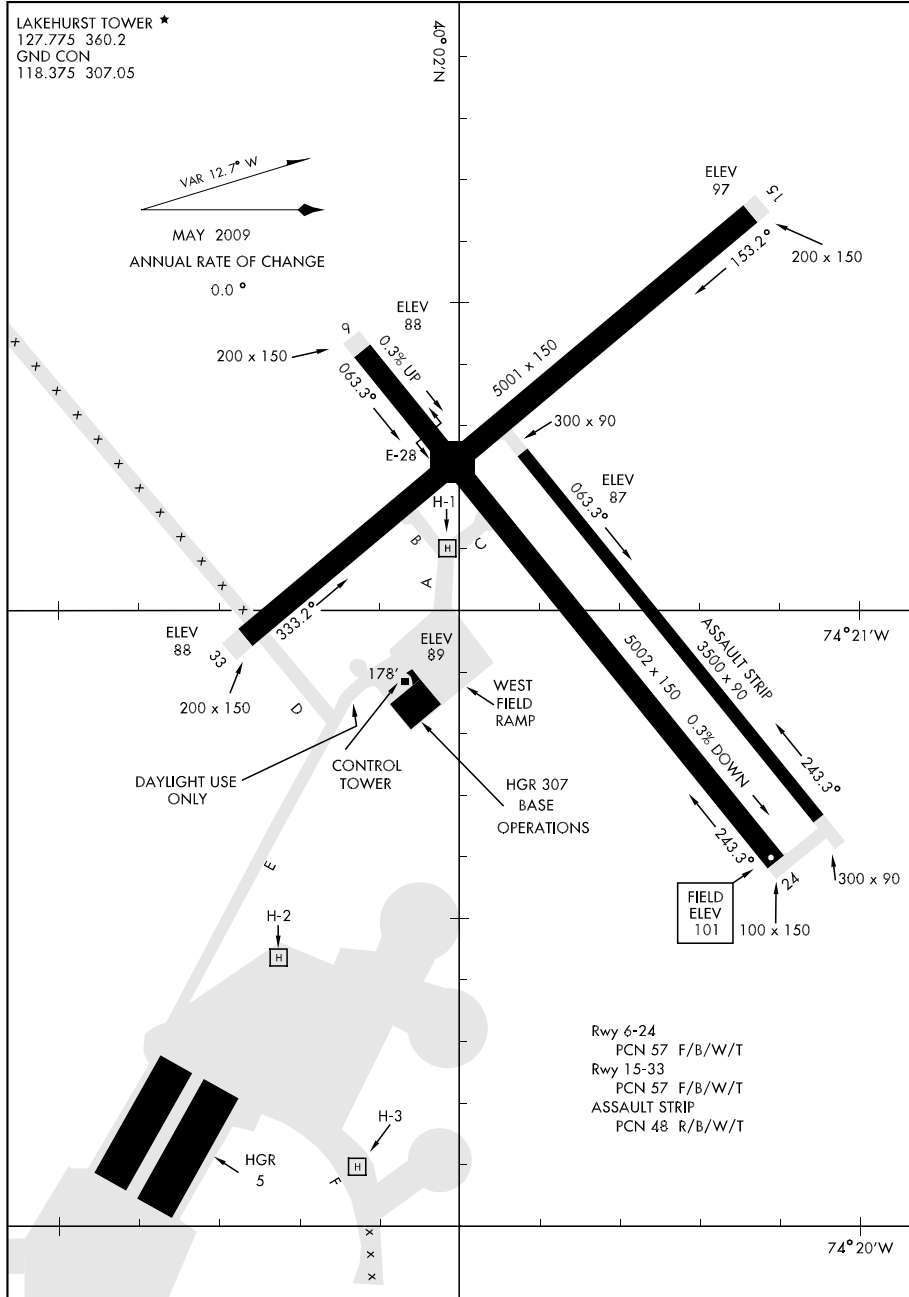 LAKEHURST TOWER ★
127.775 360.2
GND CON
118.375 307.05
40°02'N
VAR 12.7° W
MAY 2009
ANNUAL RATE OF CHANGE
0.0 °
ELEV
97
15
153.2°
200 x 150
5001 x 150
ELEV
88
6
200 x 150
0.3% UP
063.3°
E-28
300 x 90
ELEV
87
063.3°
H-1
H
B
C
A
333.2°
ELEV
88
33
200 x 150
D
ELEV
89
178'
WEST
FIELD
RAMP
74°21'W
ASSAULT STRIP
3500 x 90
5002 x 150
0.3% DOWN
243.3°
243.3°
DAYLIGHT USE
ONLY
CONTROL
TOWER
HGR 307
BASE
OPERATIONS
24
300 x 90
FIELD
ELEV
101
100 x 150
E
H-2
H
Rwy 6-24
PCN 57 F/B/W/T
Rwy 15-33
PCN 57 F/B/W/T
ASSAULT STRIP
PCN 48 R/B/W/T
H-3
H
HGR
5
F
x x x
74°20'W